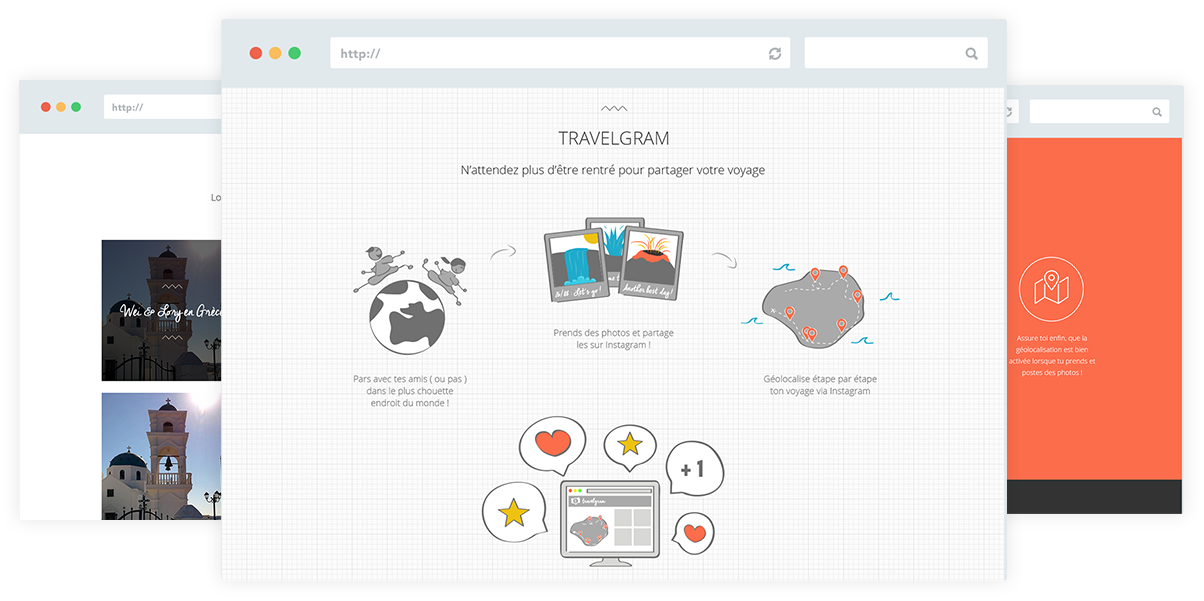 http://
http://
Lo
Wei & Lory en Grèc
TRAVELGRAM
N'attendez plus d'être rentré pour partager votre voyage
16/06 : Let's go !
Another best day !
Prends des photos et partage
les sur Instagram !
Pars avec tes amis ( ou pas )
dans le plus chouette
endroit du monde !
Géolocalise étape par étape
ton voyage via Instagram
+1
travelgram
Assure toi enfin, que la
géolocalisation est bien
activée lorsque tu prends et
postes des photos !